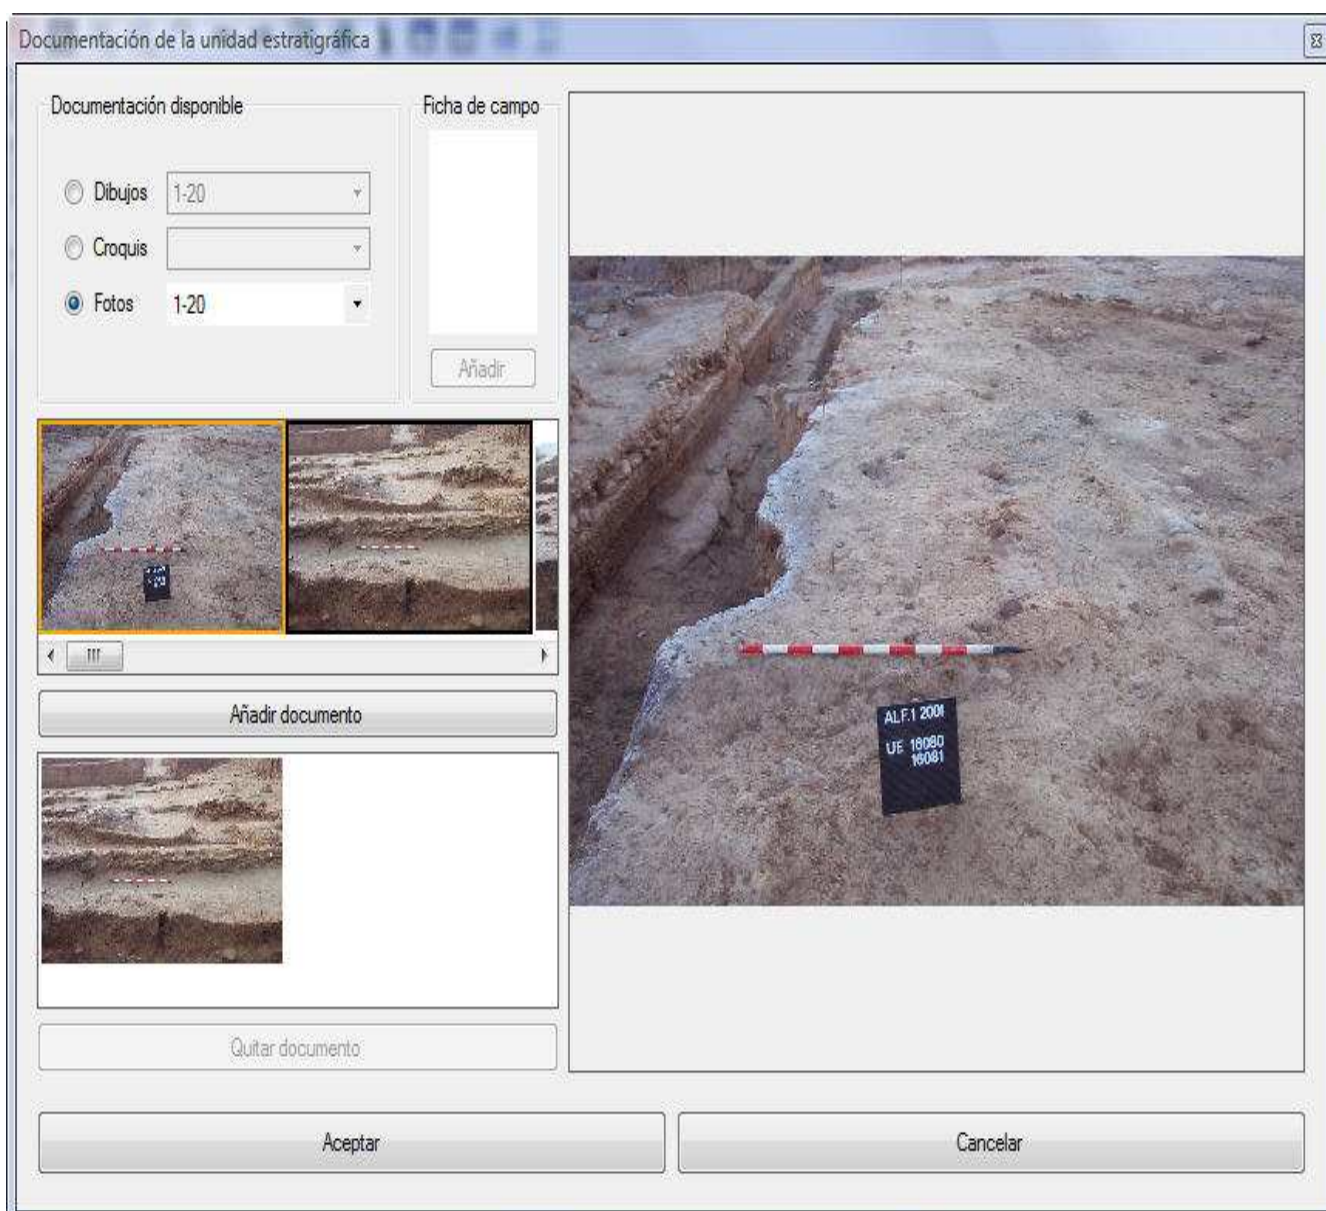 Documentación de la unidad estratigráfica
Documentación disponible
Ficha de campo
Dibujos 1-20
Croquis
Fotos 1-20
Añadir
Añadir documento
Quitar documento
Aceptar
Cancelar
ALF.1 2001
UE 16080
16081